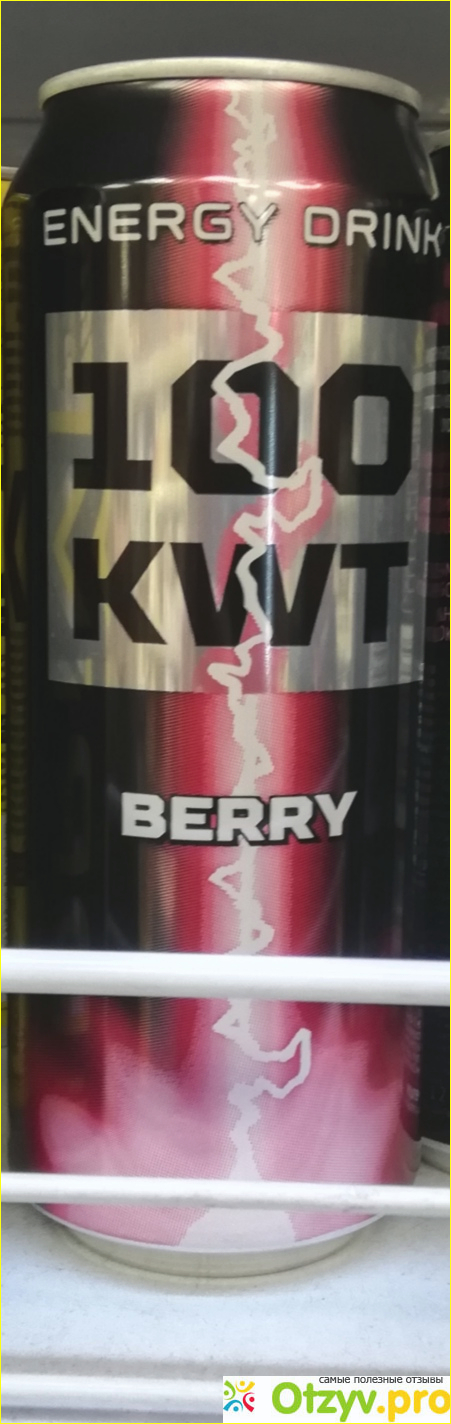 ENERGY DRINK
100
KWT
BERRY
самые полезные отзывы
Otzyv.pro